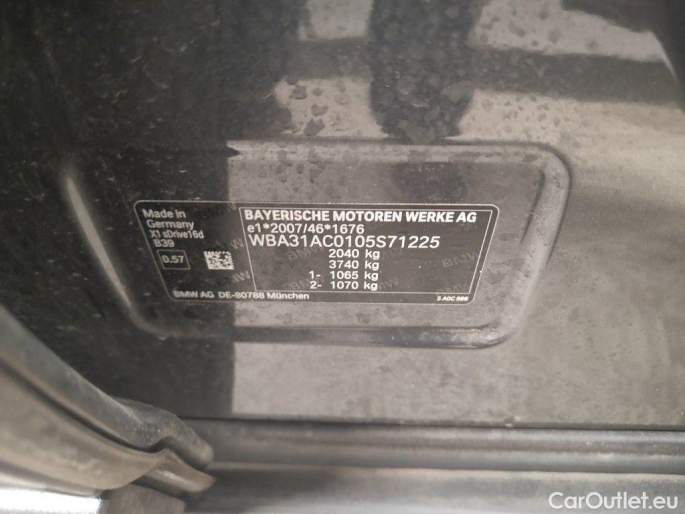 Made in
Germany
X1 sDrive16d
B39
0.57
BAYERISCHE MOTOREN WERKE AG
e1*2007/46*1676
WBA31AC0105S71225
2040 kg
3740 kg
1- 1065 kg
2- 1070 kg
BMW AG DE-80788 München
CarOutlet.eu